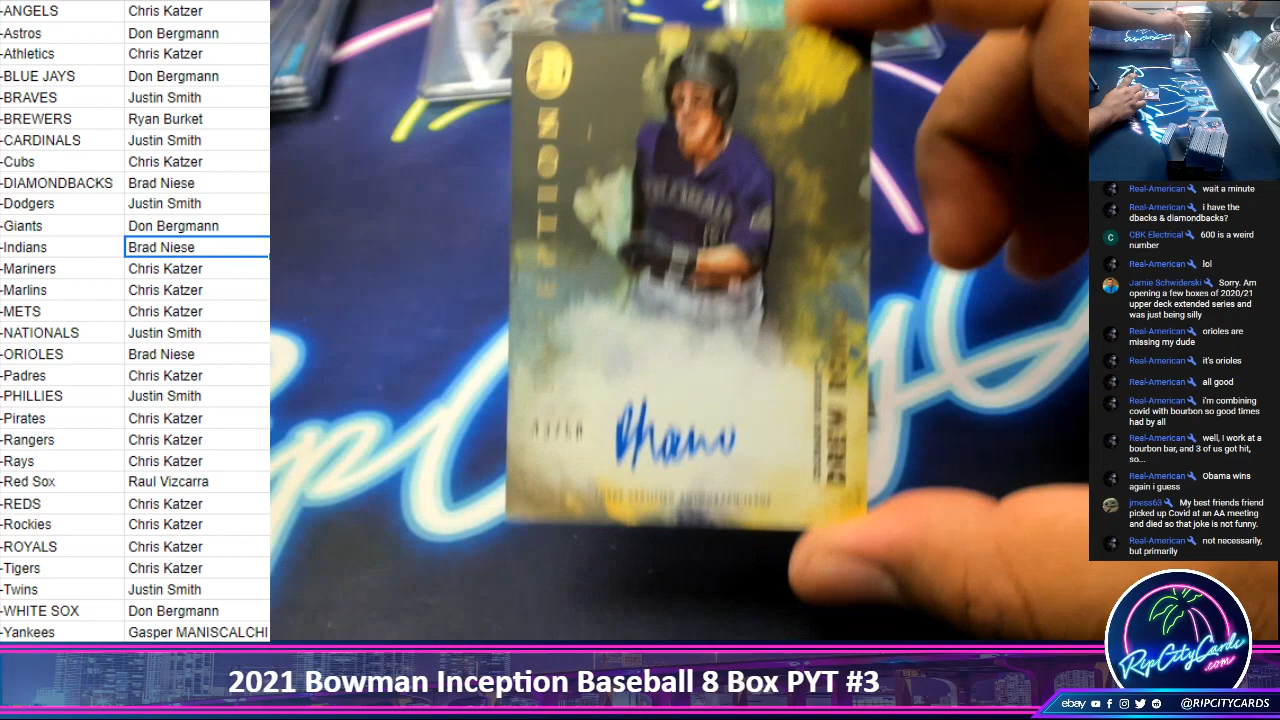 -ANGELS Chris Katzer
-Astros Don Bergmann
-Athletics Chris Katzer
-BLUE JAYS Don Bergmann
-BRAVES Justin Smith
-BREWERS Ryan Burket
-CARDINALS Justin Smith
-Cubs Chris Katzer
-DIAMONDBACKS Brad Niese
-Dodgers Justin Smith
-Giants Don Bergmann
-Indians Brad Niese
-Mariners Chris Katzer
-Marlins Chris Katzer
-METS Chris Katzer
-NATIONALS Justin Smith
-ORIOLES Brad Niese
-Padres Chris Katzer
-PHILLIES Justin Smith
-Pirates Chris Katzer
-Rangers Chris Katzer
-Rays Chris Katzer
-Red Sox Raul Vizcarra
-REDS Chris Katzer
-Rockies Chris Katzer
-ROYALS Chris Katzer
-Tigers Chris Katzer
-Twins Justin Smith
-WHITE SOX Don Bergmann
-Yankees Gasper MANISCALCHI
Real-American wait a minute
Real-American i have the
dbacks & diamondbacks?
C CBK Electrical 600 is a weird
number
Real-American lol
Jamie Schwiderski Sorry. Am
opening a few boxes of 2020/21
upper deck extended series and
was just being silly
Real-American orioles are
missing my dude
Real-American it's orioles
Real-American all good
Real-American i'm combining
covid with bourbon so good times
had by all
Real-American well, I work at a
bourbon bar, and 3 of us got hit,
so...
Real-American Obama wins
again i guess
jmess63 My best friends friend
picked up Covid at an AA meeting
and died so that joke is not funny.
Real-American not necessarily,
but primarily
RipCityCards
.com
2021 Bowman Inception Baseball 8 Box PYT #3
ebay @RIPCITYCARDS